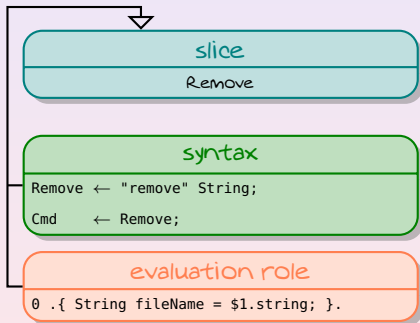 slice
Remove
syntax
Remove ← "remove" String;
Cmd ← Remove;
evaluation role
0 .{ String fileName = $1.string; }.